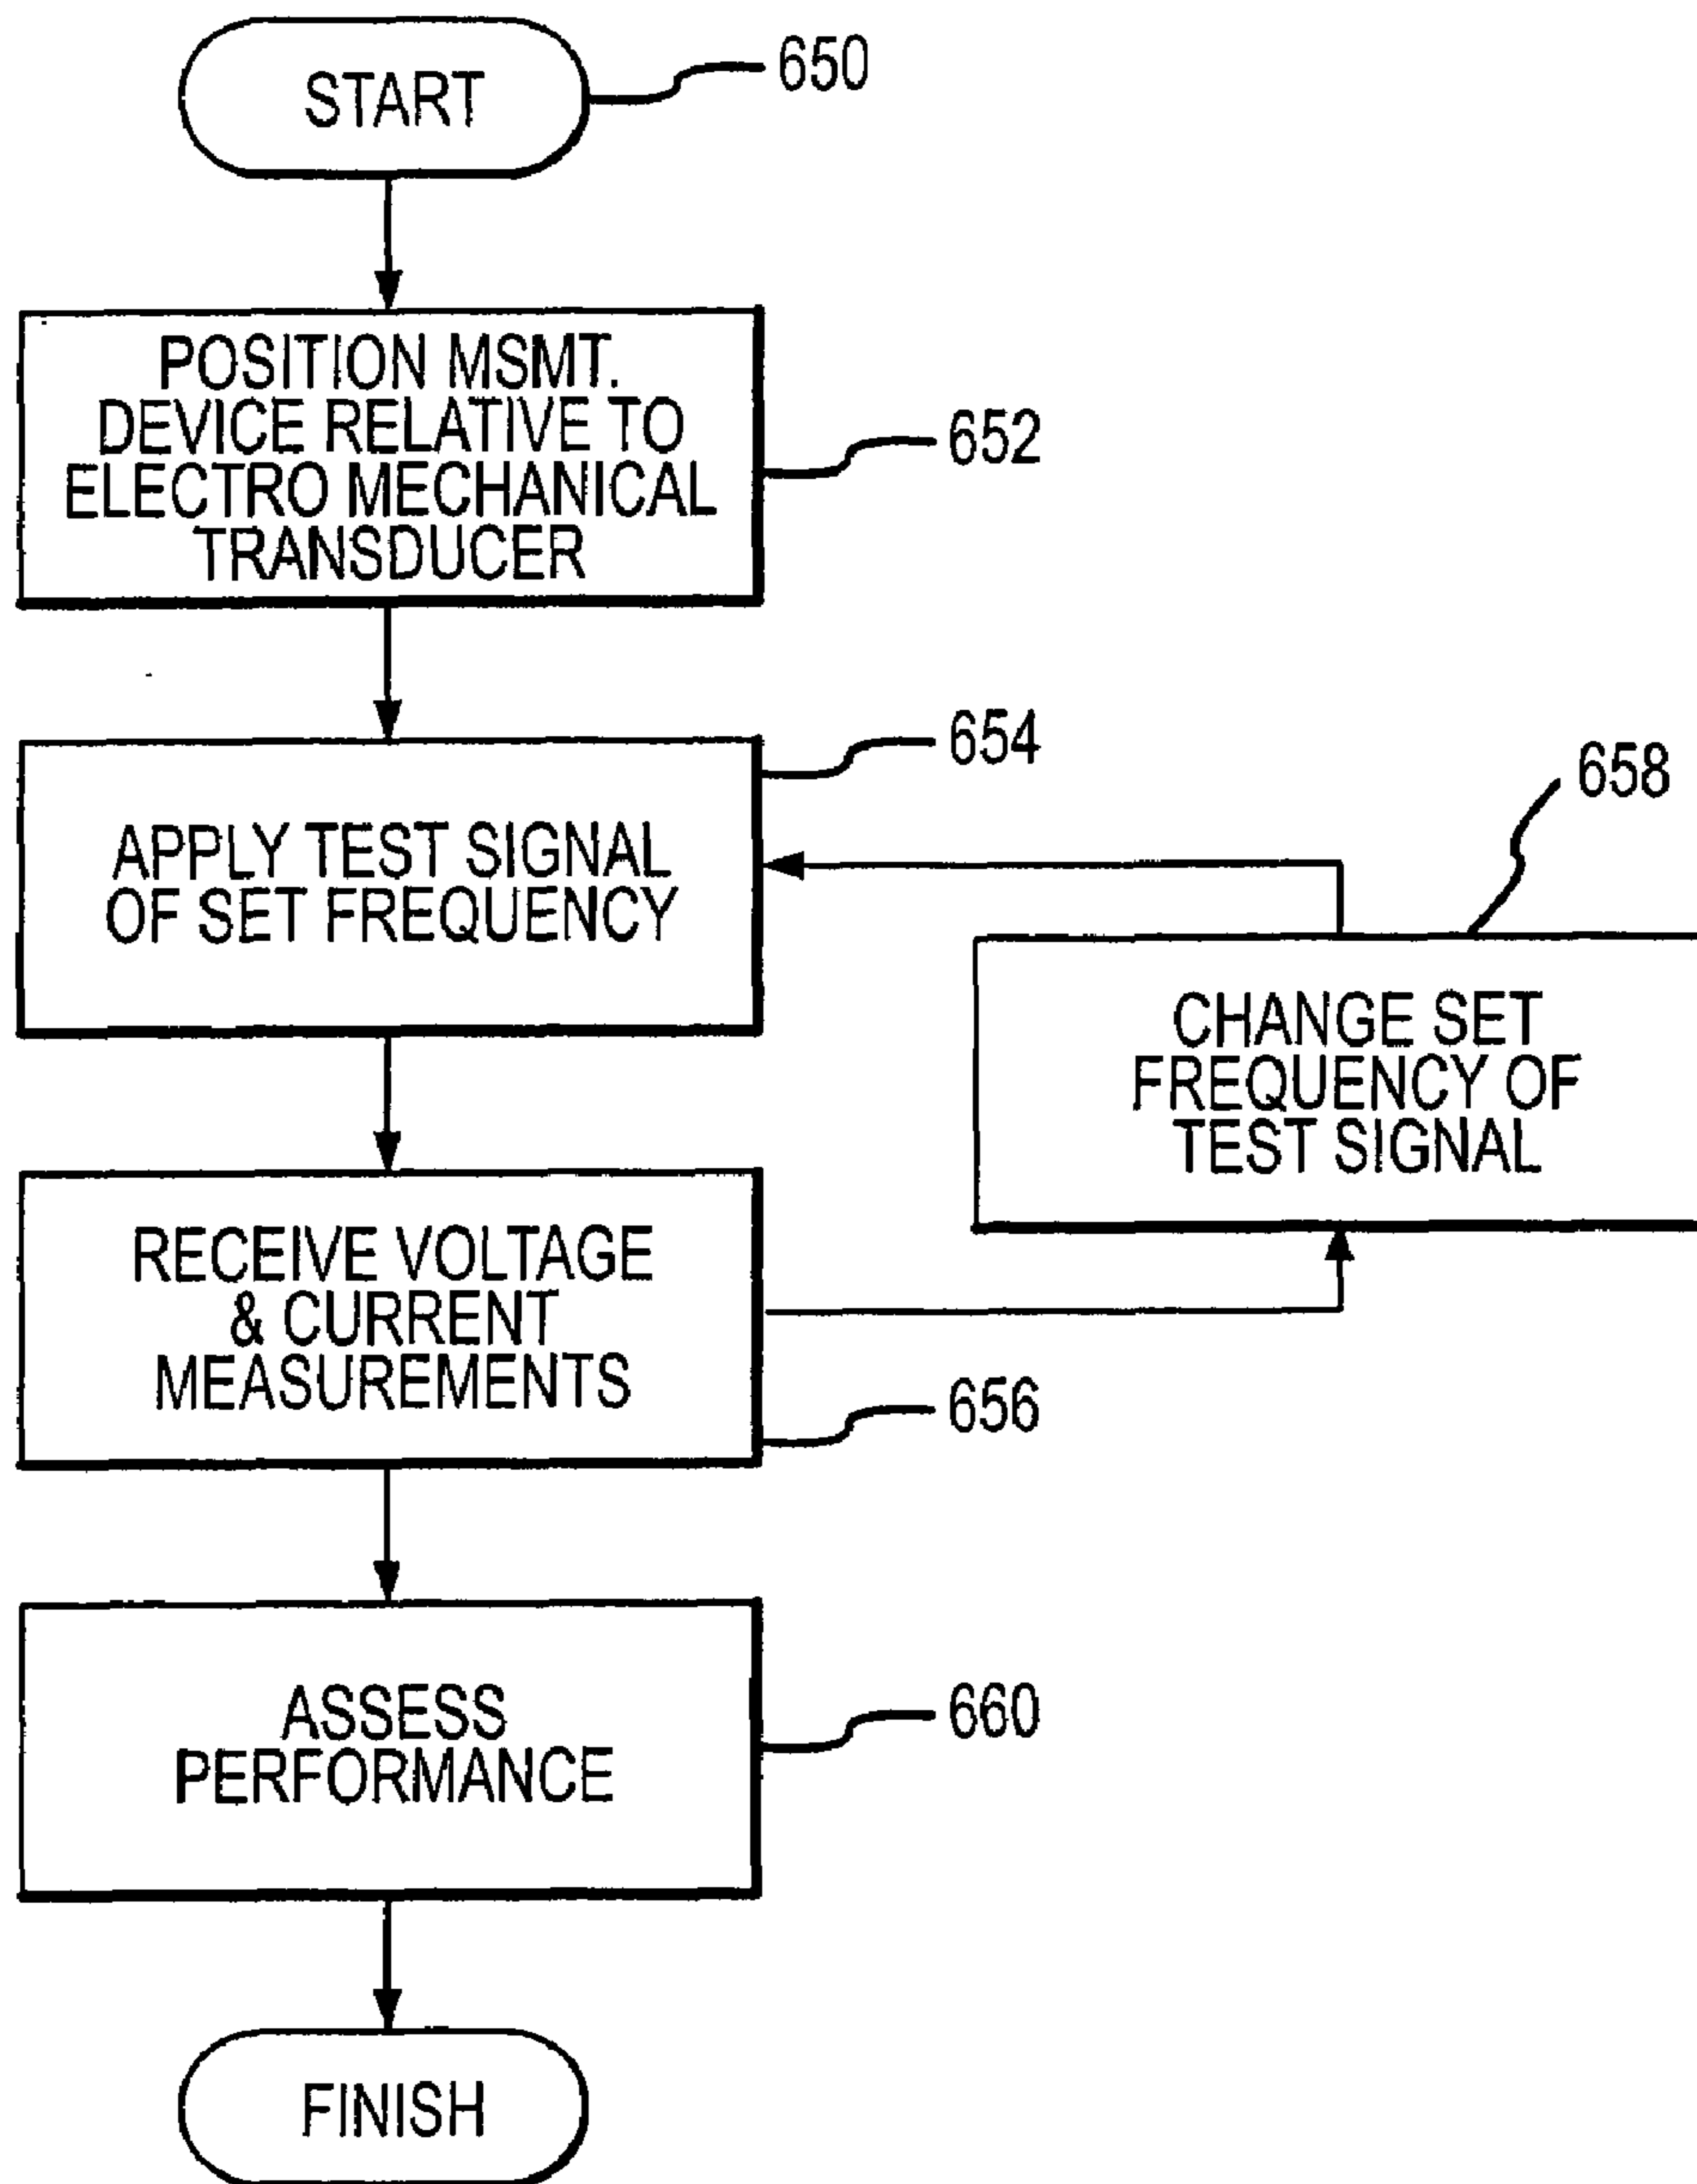 START
650
POSITION MSMT.
DEVICE RELATIVE TO
ELECTRO MECHANICAL
TRANSDUCER
652
APPLY TEST SIGNAL
OF SET FREQUENCY
654
CHANGE SET
FREQUENCY OF
TEST SIGNAL
658
RECEIVE VOLTAGE
& CURRENT
MEASUREMENTS
656
ASSESS
PERFORMANCE
660
FINISH